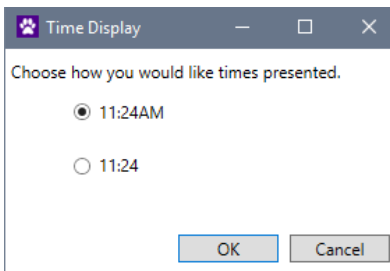 Time Display
Choose how you would like times presented.
11:24AM
11:24
OK Cancel